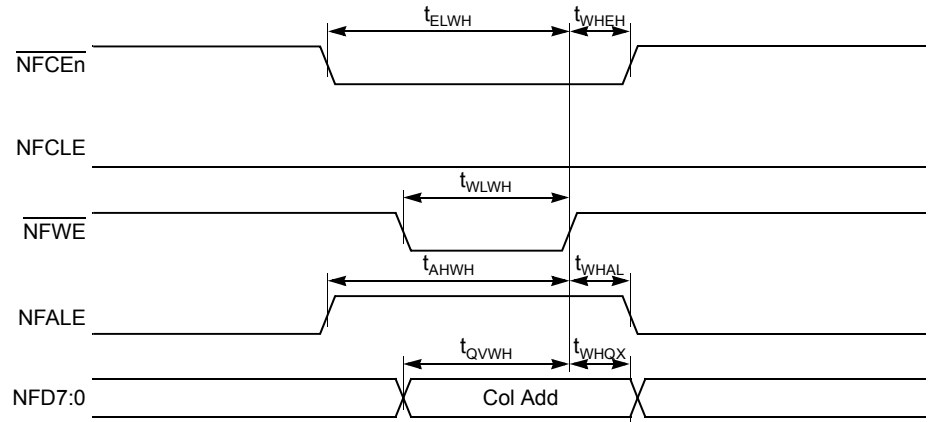 tELWH tWHEH
NFCEn
NFCLE
tWLWH
NFWE
tAHWH tWHAL
NFALE
tQVWH tWHQX
NFD7:0 Col Add